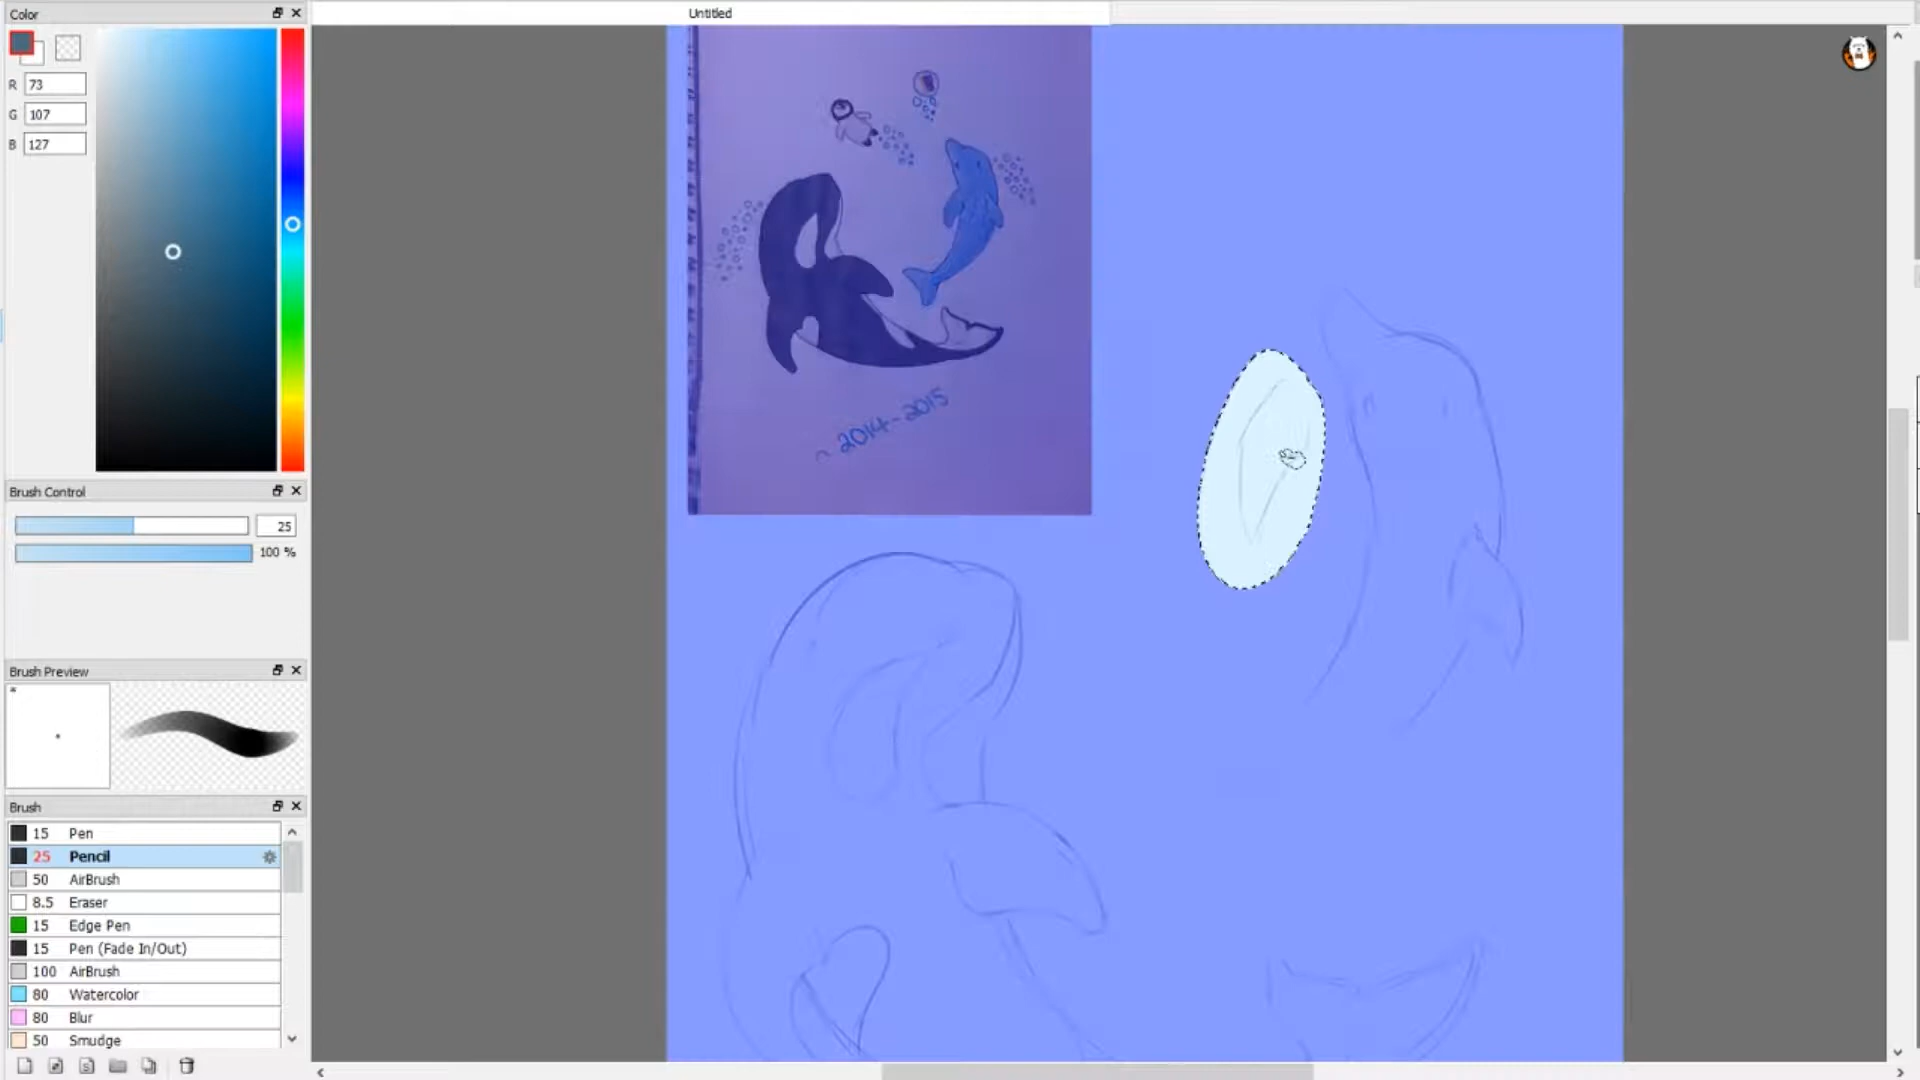 Color
Untitled
R 73
G 107
B 127
Brush Control
25
100 %
Brush Preview
*
Brush
15 Pen
25 Pencil
50 AirBrush
8.5 Eraser
15 Edge Pen
15 Pen (Fade In/Out)
100 AirBrush
80 Watercolor
80 Blur
50 Smudge
~ 2014-2015